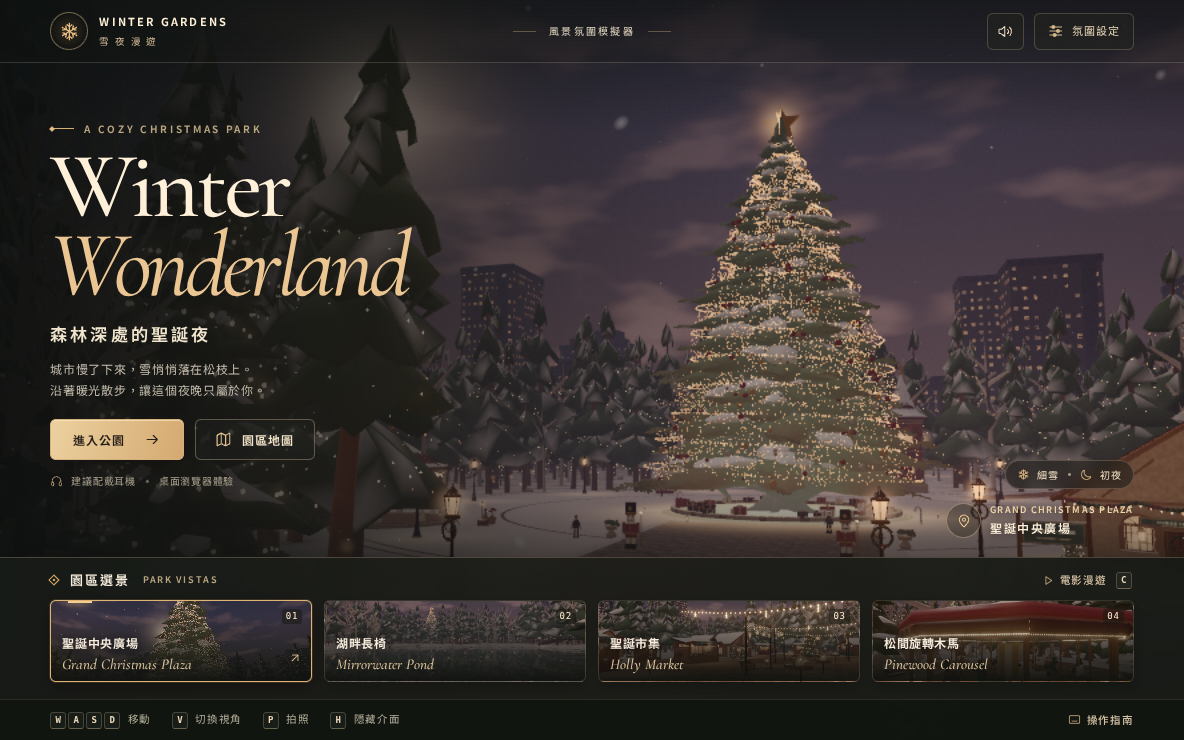 WINTER GARDENS
雪夜漫遊
風景氛圍模擬器
氛圍設定
A COZY CHRISTMAS PARK
Winter
Wonderland
森林深處的聖誕夜
城市慢了下來，雪悄悄落在松枝上。
沿著暖光散步，讓這個夜晚只屬於你。
進入公園
園區地圖
建議配戴耳機 • 桌面瀏覽器體驗
細雪 • 初夜
GRAND CHRISTMAS PLAZA
聖誕中央廣場
園區選景 PARK VISTAS
電影漫遊 C
01
聖誕中央廣場
Grand Christmas Plaza
02
湖畔長椅
Mirrorwater Pond
03
聖誕市集
Holly Market
04
松間旋轉木馬
Pinewood Carousel
W A S D 移動 V 切換視角 P 拍照 H 隱藏介面
操作指南